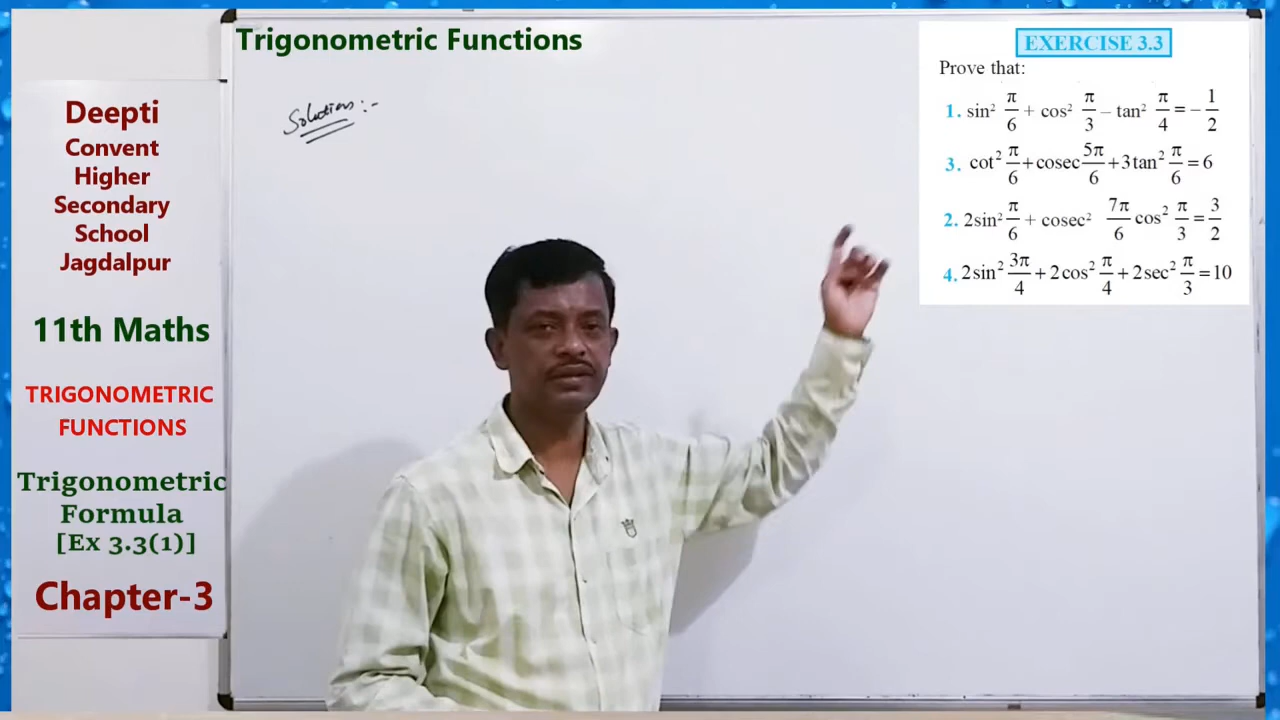 Trigonometric Functions
Solution:-
Deepti
Convent
Higher
Secondary
School
Jagdalpur
11th Maths
TRIGONOMETRIC
FUNCTIONS
Trigonometric
Formula
[Ex 3.3(1)]
Chapter-3
EXERCISE 3.3
Prove that:
1. sin² π/6 + cos² π/3 – tan² π/4 = – 1/2
3. cot² π/6 + cosec 5π/6 + 3 tan² π/6 = 6
2. 2sin² π/6 + cosec² 7π/6 cos² π/3 = 3/2
4. 2sin² 3π/4 + 2cos² π/4 + 2sec² π/3 = 10